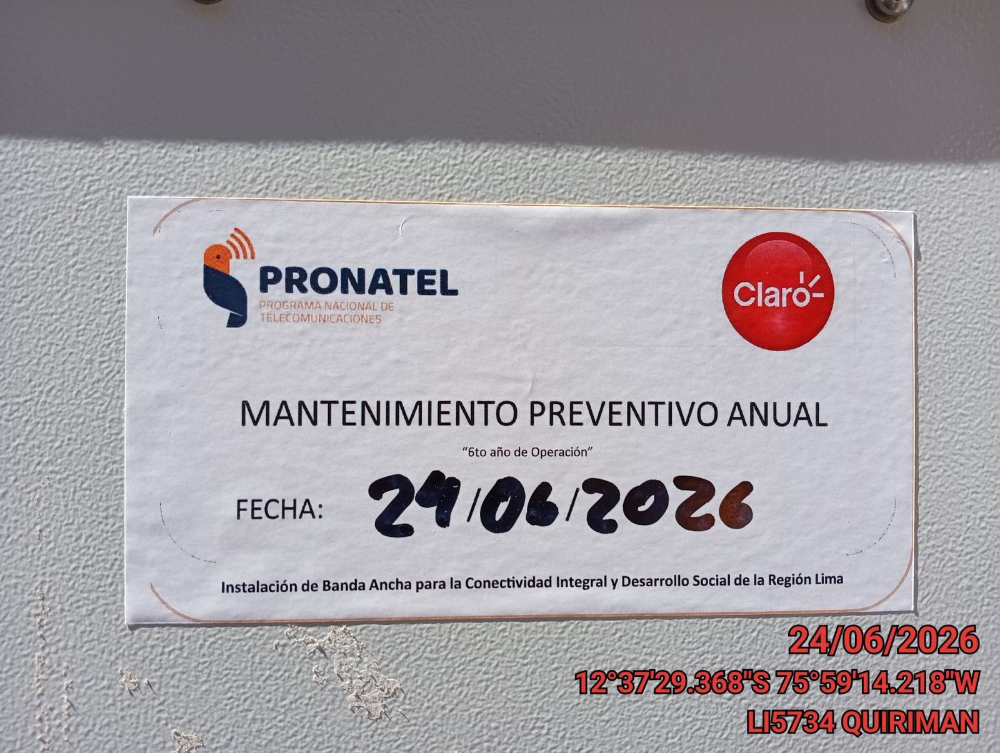 PRONATEL
PROGRAMA NACIONAL DE
TELECOMUNICACIONES
Claro
MANTENIMIENTO PREVENTIVO ANUAL
“6to año de Operación”
FECHA: 24/06/2026
Instalación de Banda Ancha para la Conectividad Integral y Desarrollo Social de la Región Lima
24/06/2026
12°37'29.368"S 75°59'14.218"W
LI5734 QUIRIMAN